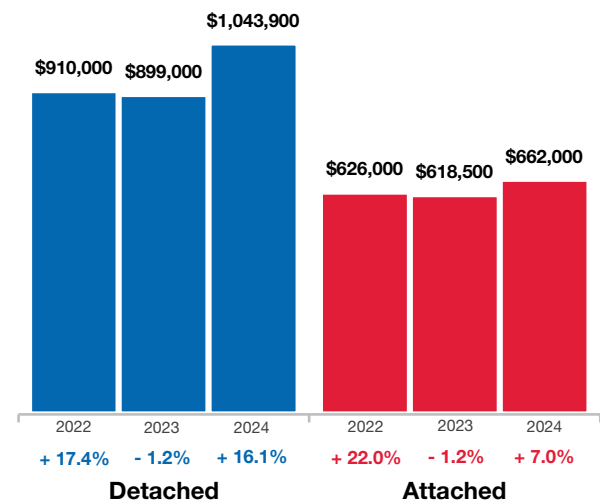 $910,000 $899,000 $1,043,900
$626,000 $618,500 $662,000
2022 2023 2024 2022 2023 2024
+ 17.4% - 1.2% + 16.1% + 22.0% - 1.2% + 7.0%
Detached Attached